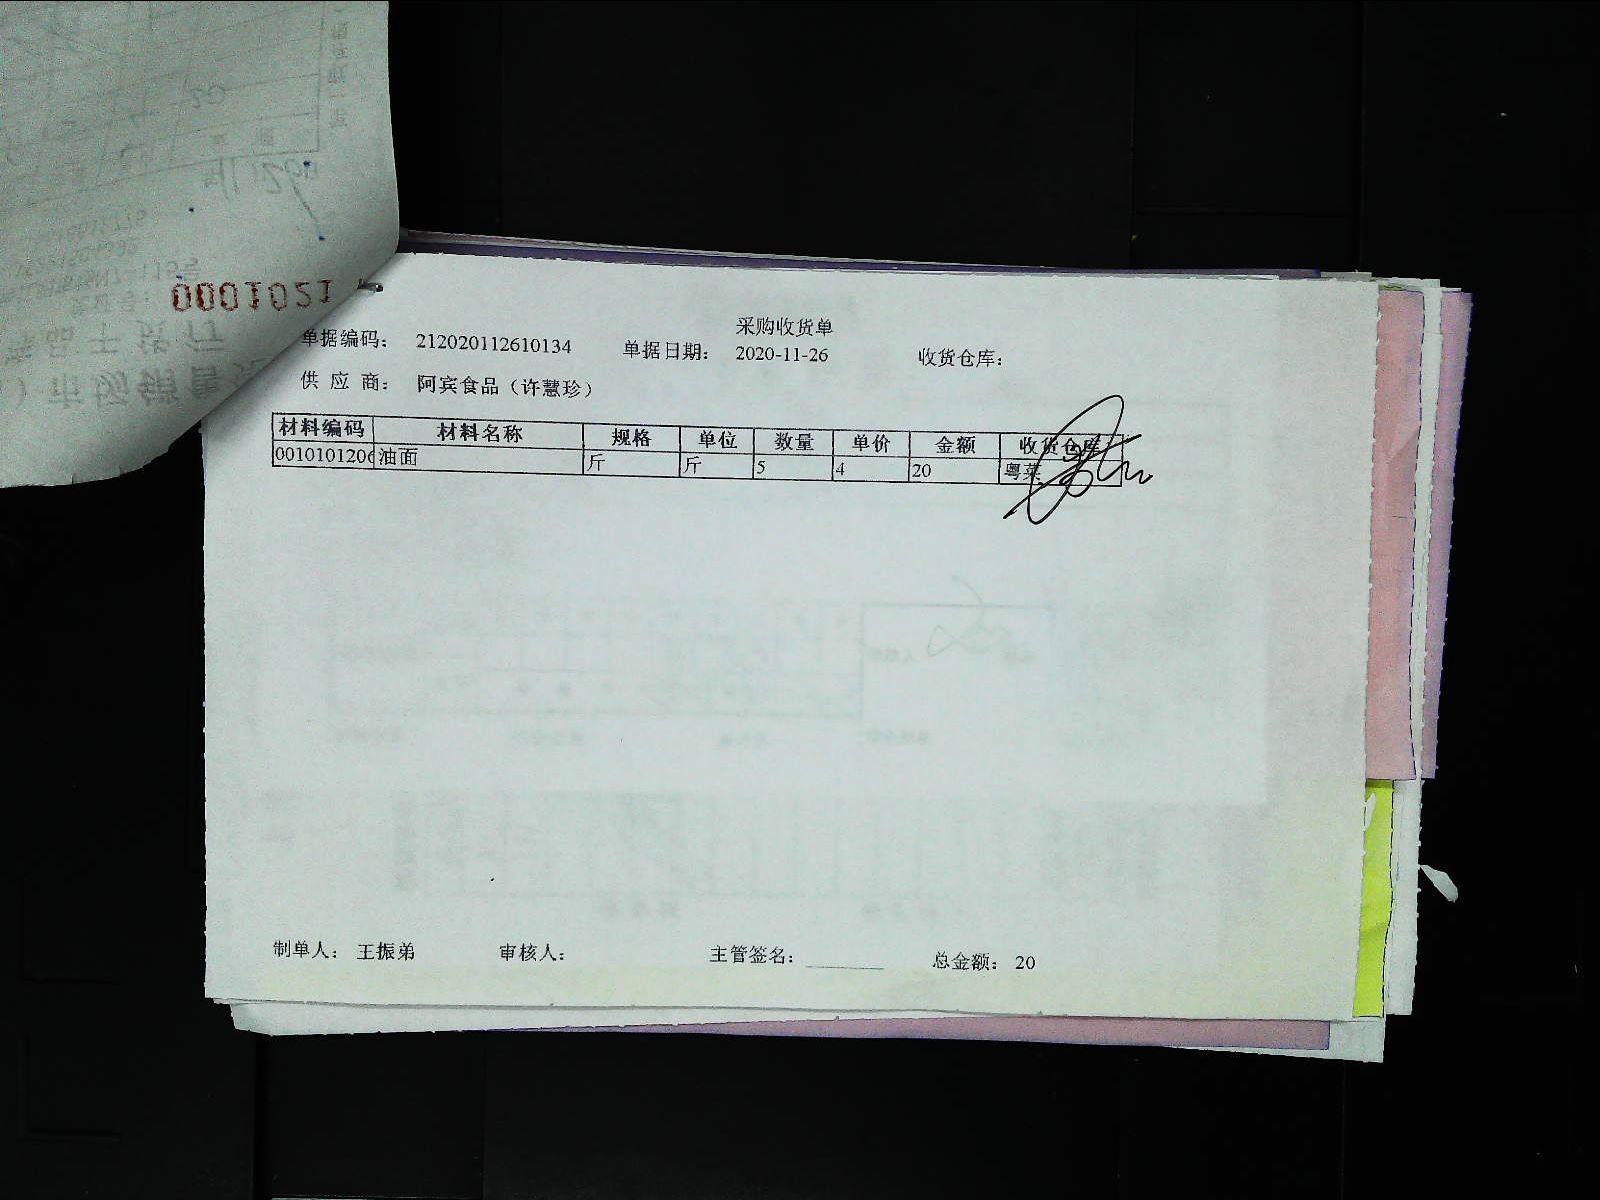 0001021
采购收货单
单据编码： 212020112610134 单据日期： 2020-11-26 收货仓库：
供 应 商： 阿宾食品（许慧珍）
材料编码 材料名称 规格 单位 数量 单价 金额 收货仓库
0010101206 油面 斤 斤 5 4 20 粤菜
制单人： 王振弟 审核人： 主管签名： 总金额： 20